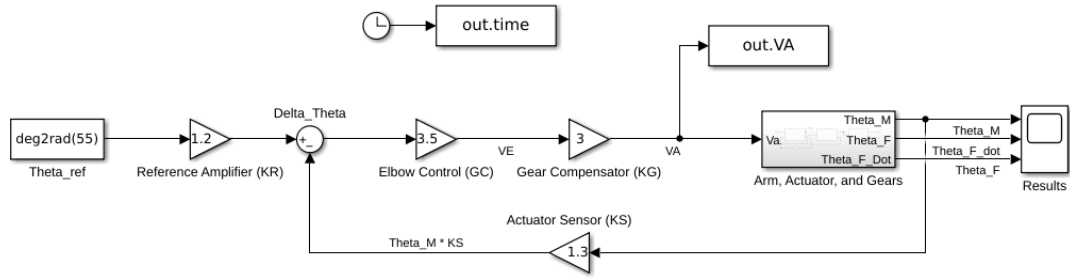 out.time
out.VA
Delta_Theta
deg2rad(55)
1.2
+
_
3.5
3
Va
Theta_M
Theta_F
Theta_F_Dot
Theta_M
Theta_F_dot
Theta_F
VE
VA
Theta_ref
Reference Amplifier (KR)
Elbow Control (GC)
Gear Compensator (KG)
Arm, Actuator, and Gears
Results
Actuator Sensor (KS)
Theta_M * KS
1.3